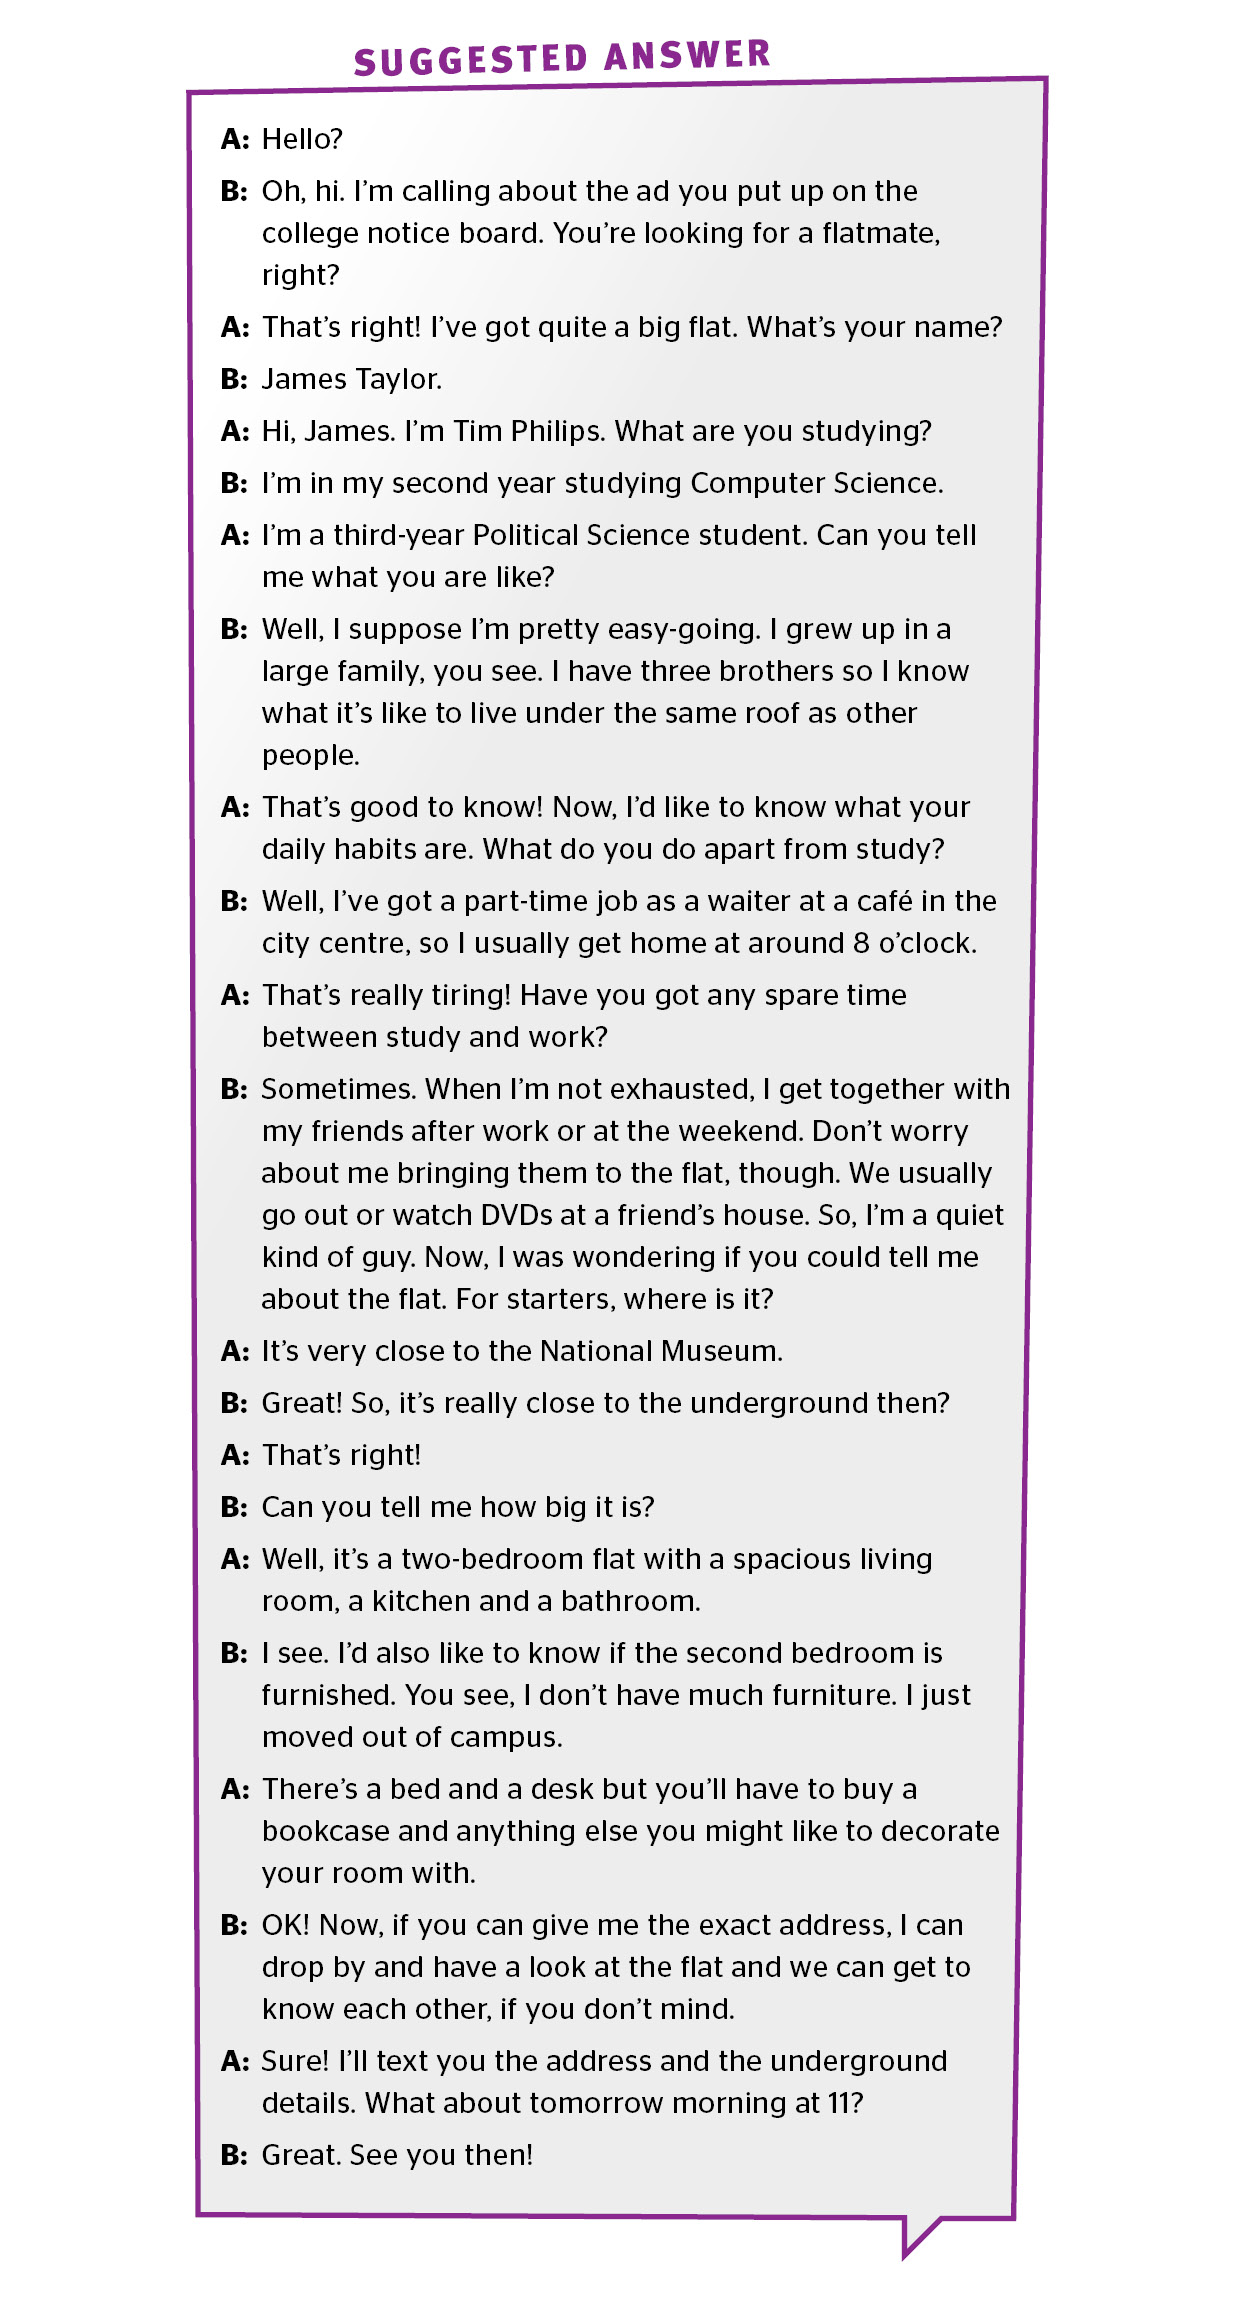 SUGGESTED ANSWER
A: Hello?
B: Oh, hi. I’m calling about the ad you put up on the
college notice board. You’re looking for a flatmate,
right?
A: That’s right! I’ve got quite a big flat. What’s your name?
B: James Taylor.
A: Hi, James. I’m Tim Philips. What are you studying?
B: I’m in my second year studying Computer Science.
A: I’m a third-year Political Science student. Can you tell
me what you are like?
B: Well, I suppose I’m pretty easy-going. I grew up in a
large family, you see. I have three brothers so I know
what it’s like to live under the same roof as other
people.
A: That’s good to know! Now, I’d like to know what your
daily habits are. What do you do apart from study?
B: Well, I’ve got a part-time job as a waiter at a café in the
city centre, so I usually get home at around 8 o’clock.
A: That’s really tiring! Have you got any spare time
between study and work?
B: Sometimes. When I’m not exhausted, I get together with
my friends after work or at the weekend. Don’t worry
about me bringing them to the flat, though. We usually
go out or watch DVDs at a friend’s house. So, I’m a quiet
kind of guy. Now, I was wondering if you could tell me
about the flat. For starters, where is it?
A: It’s very close to the National Museum.
B: Great! So, it’s really close to the underground then?
A: That’s right!
B: Can you tell me how big it is?
A: Well, it’s a two-bedroom flat with a spacious living
room, a kitchen and a bathroom.
B: I see. I’d also like to know if the second bedroom is
furnished. You see, I don’t have much furniture. I just
moved out of campus.
A: There’s a bed and a desk but you’ll have to buy a
bookcase and anything else you might like to decorate
your room with.
B: OK! Now, if you can give me the exact address, I can
drop by and have a look at the flat and we can get to
know each other, if you don’t mind.
A: Sure! I’ll text you the address and the underground
details. What about tomorrow morning at 11?
B: Great. See you then!